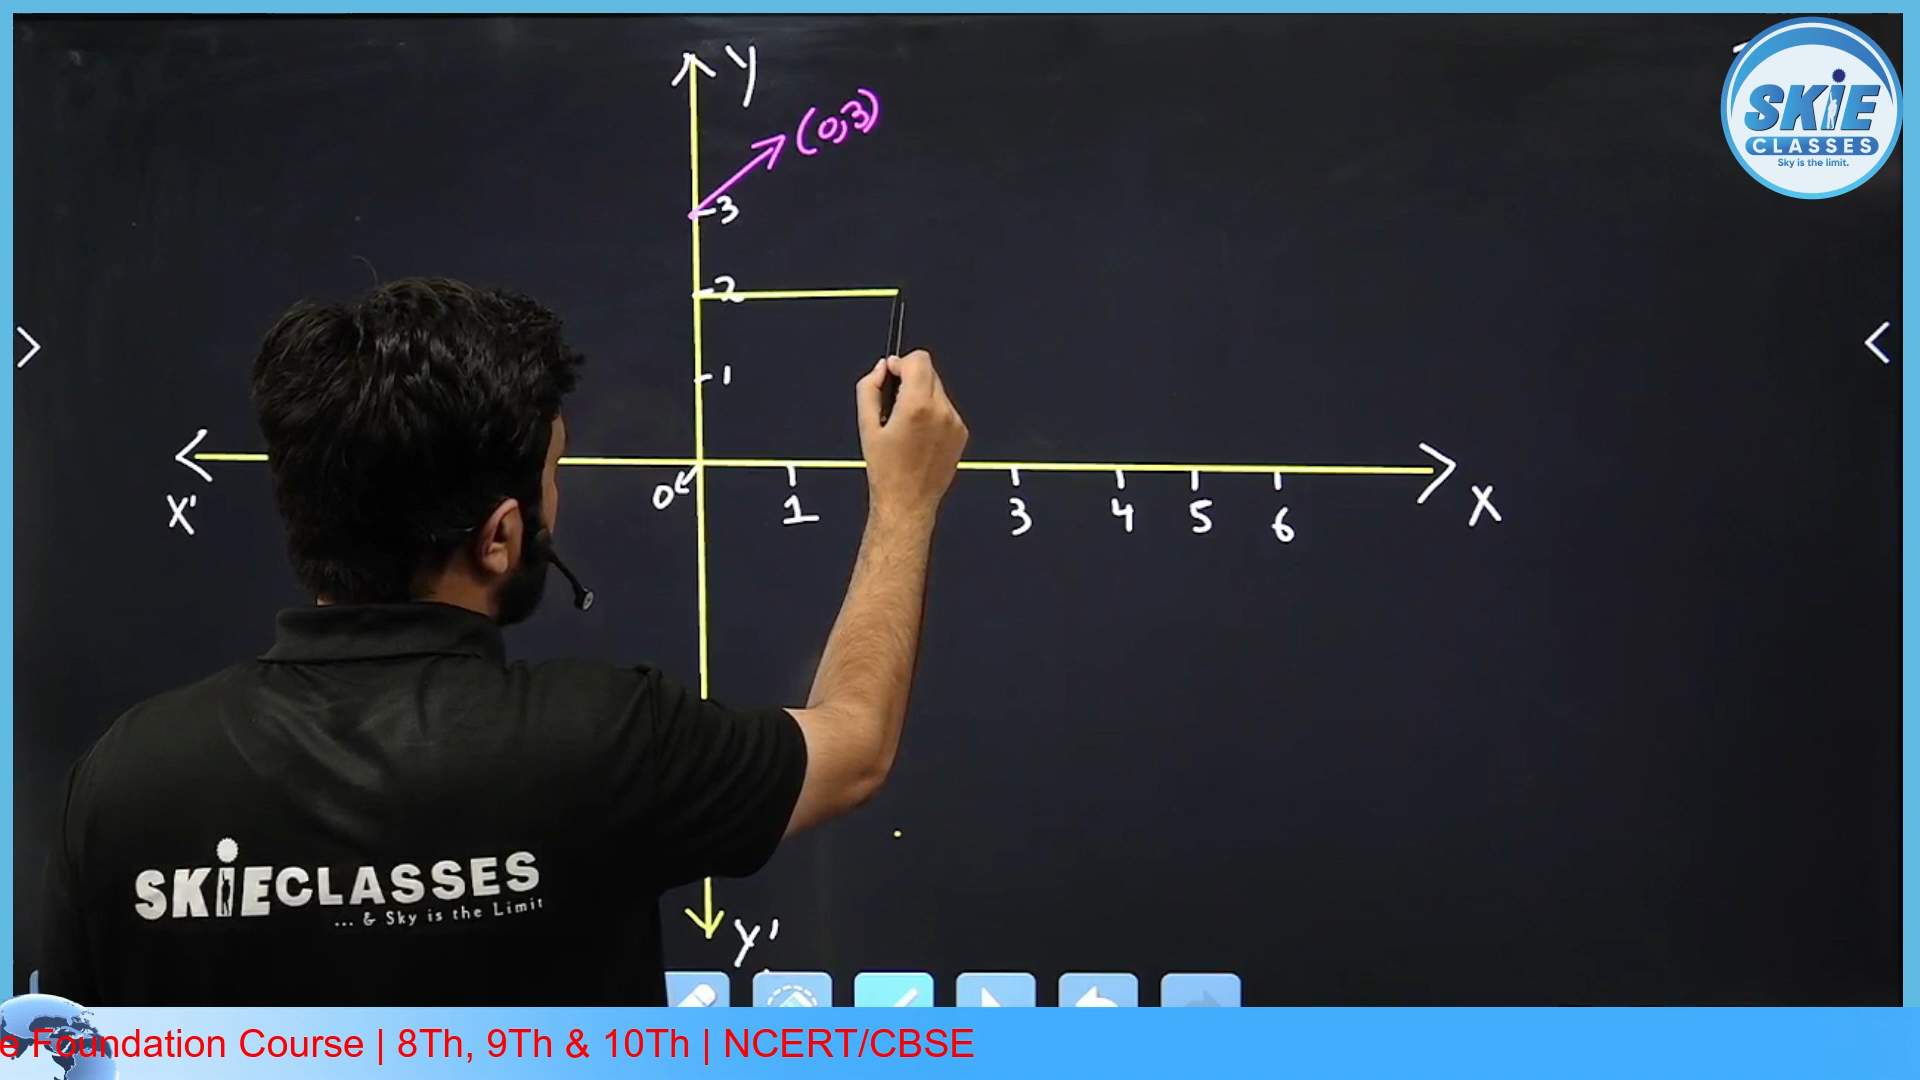 Y
(0,3)
3
2
1
X'
0
1
3
4
5
6
X
Y'
SKIE
CLASSES
Sky is the limit.
SKIECLASSES
... & Sky is the Limit
e Foundation Course | 8Th, 9Th & 10Th | NCERT/CBSE